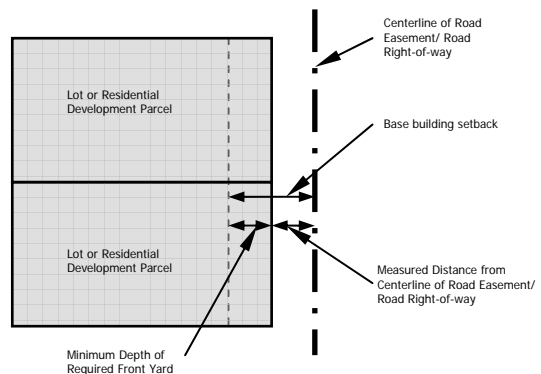 Centerline of Road
Easement/ Road
Right-of-way
Lot or Residential
Development Parcel
Base building setback
Lot or Residential
Development Parcel
Measured Distance from
Centerline of Road Easement/
Road Right-of-way
Minimum Depth of
Required Front Yard